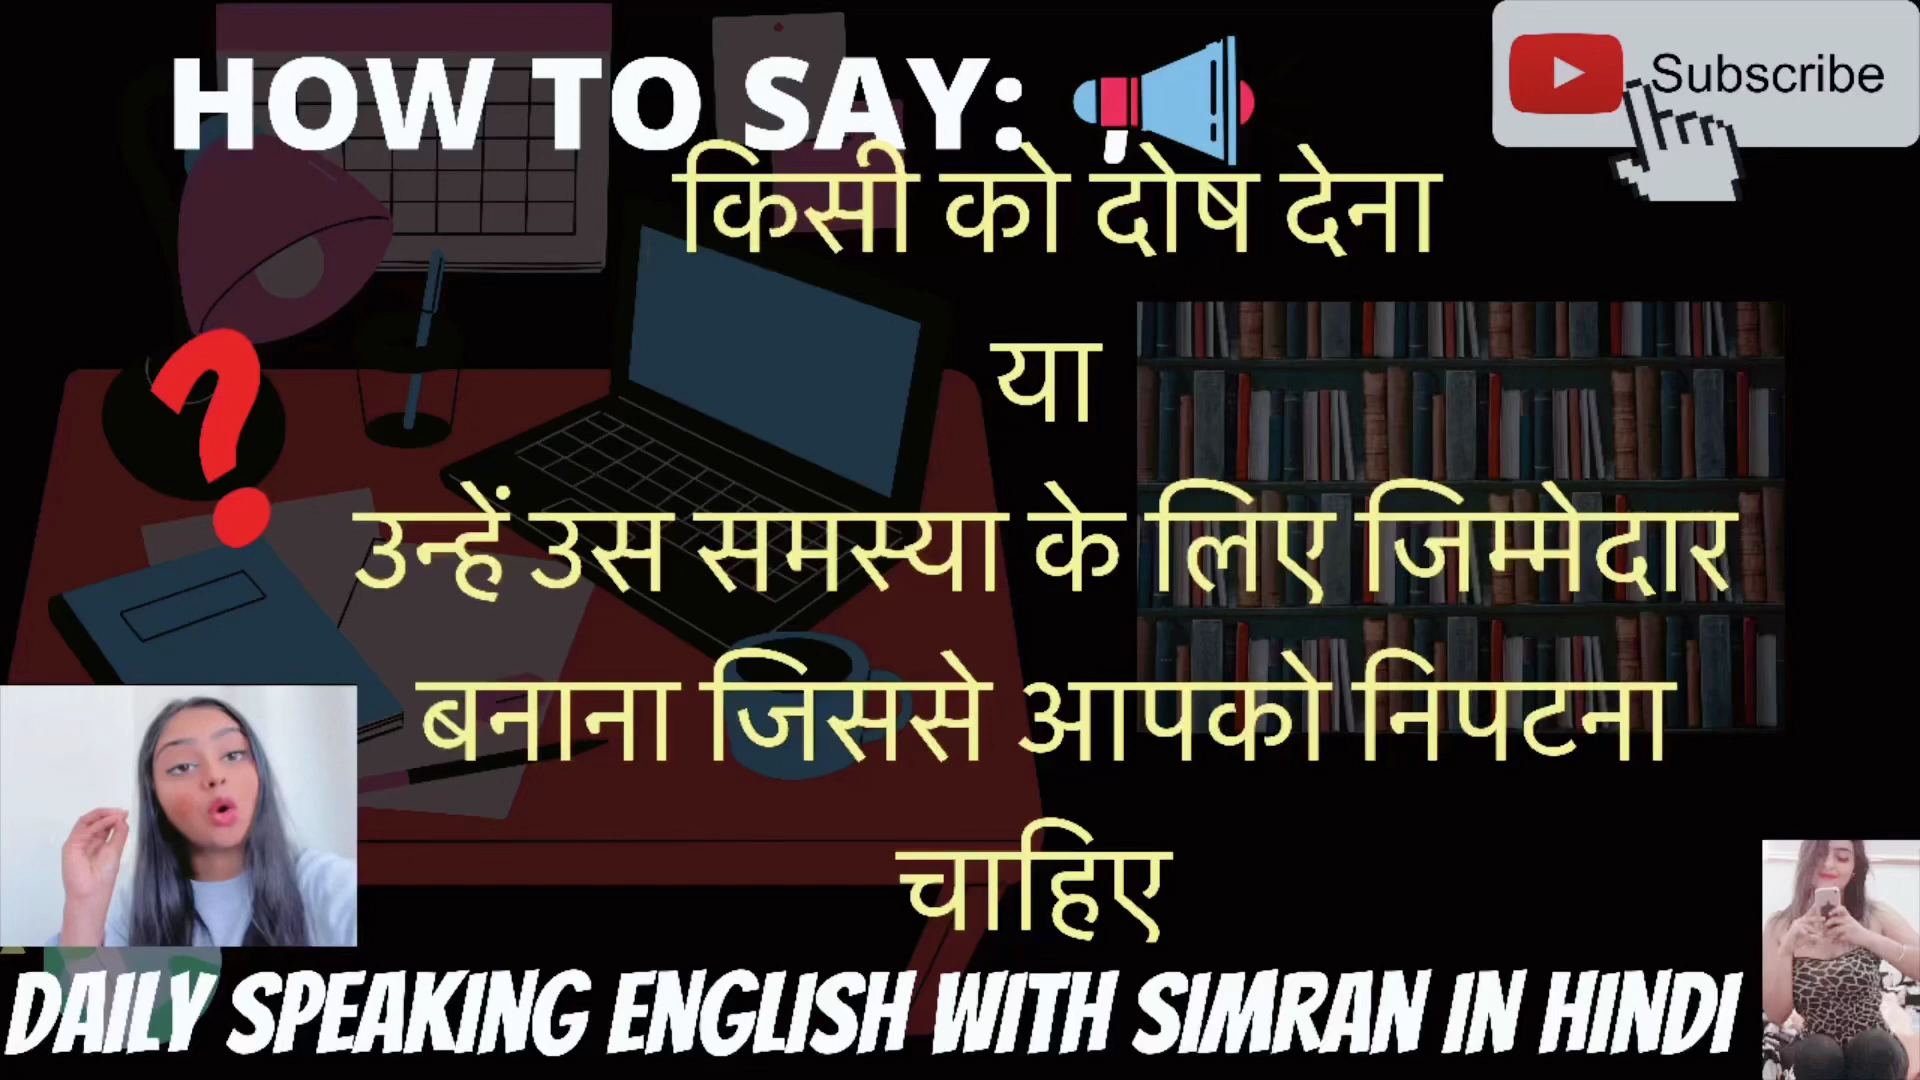 HOW TO SAY:
Subscribe
किसी को दोष देना
या
उन्हें उस समस्या के लिए जिम्मेदार
बनाना जिससे आपको निपटना
चाहिए
DAILY SPEAKING ENGLISH WITH SIMRAN IN HINDI